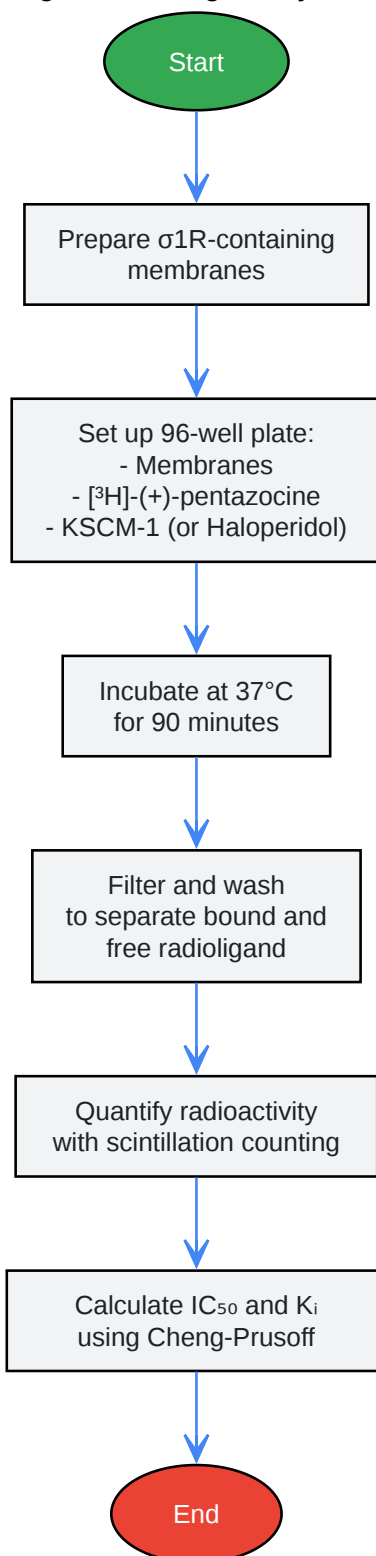 Start
Prepare σ1R-containing
membranes
Set up 96-well plate:
- Membranes
- [³H]-(+)-pentazocine
- KSCM-1 (or Haloperidol)
Incubate at 37°C
for 90 minutes
Filter and wash
to separate bound and
free radioligand
Quantify radioactivity
with scintillation counting
Calculate IC₅₀ and Kᵢ
using Cheng-Prusoff
End